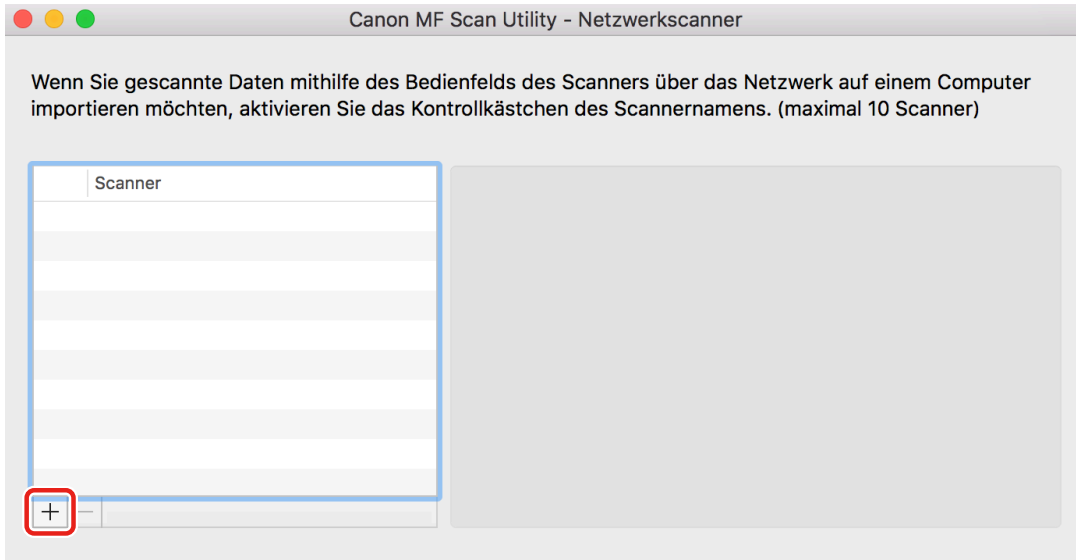 Canon MF Scan Utility - Netzwerkscanner
Wenn Sie gescannte Daten mithilfe des Bedienfelds des Scanners über das Netzwerk auf einem Computer
importieren möchten, aktivieren Sie das Kontrollkästchen des Scannernamens. (maximal 10 Scanner)
Scanner
+ −